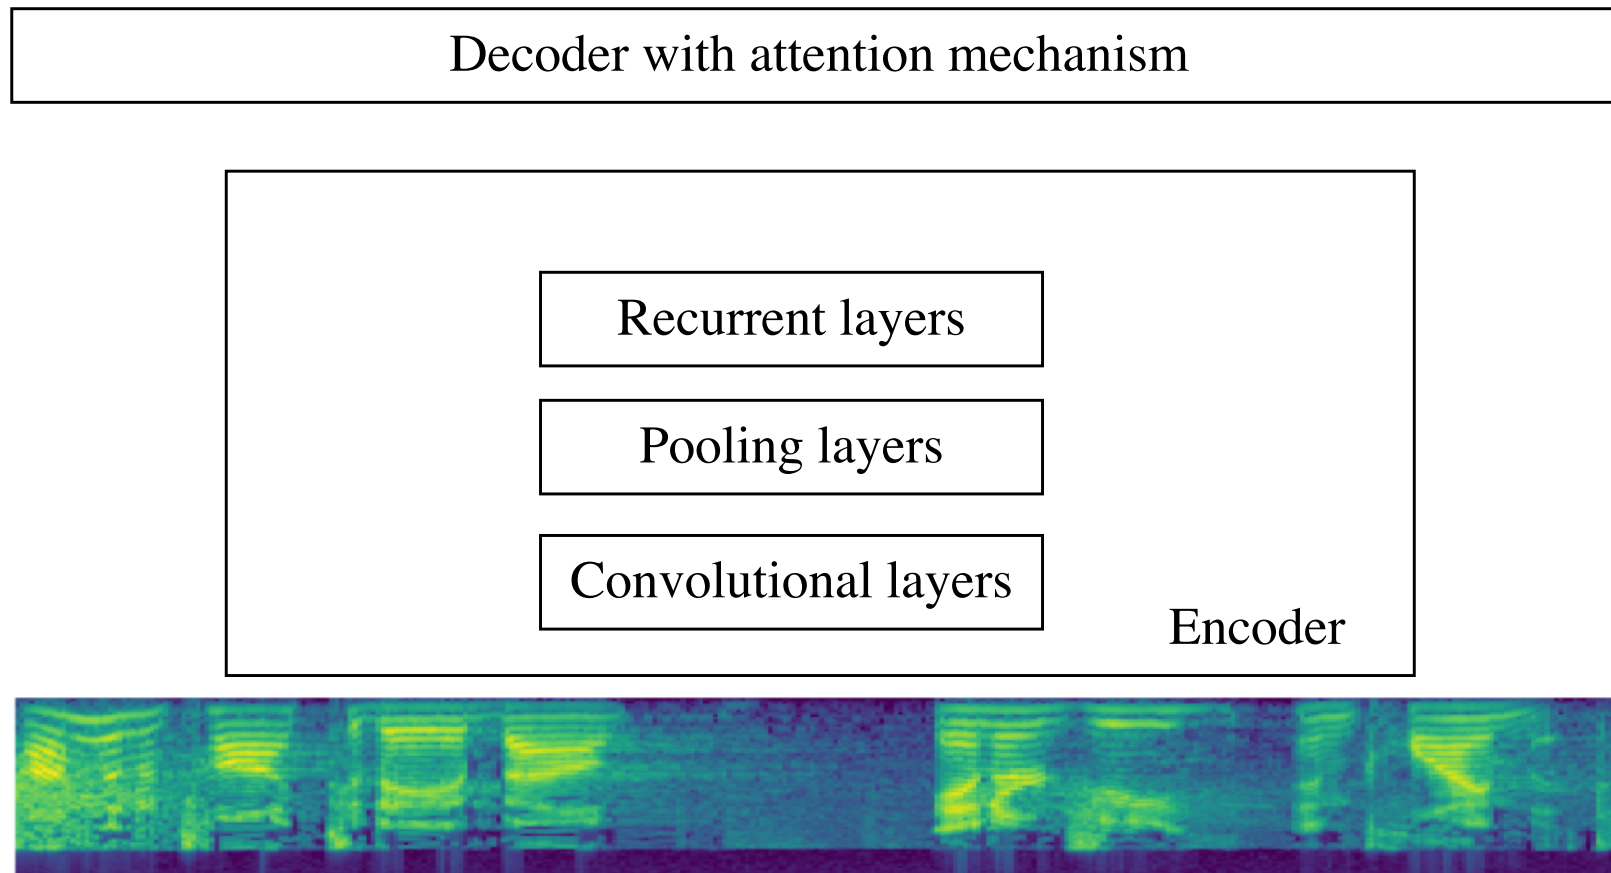 Decoder with attention mechanism
Recurrent layers
Pooling layers
Convolutional layers
Encoder